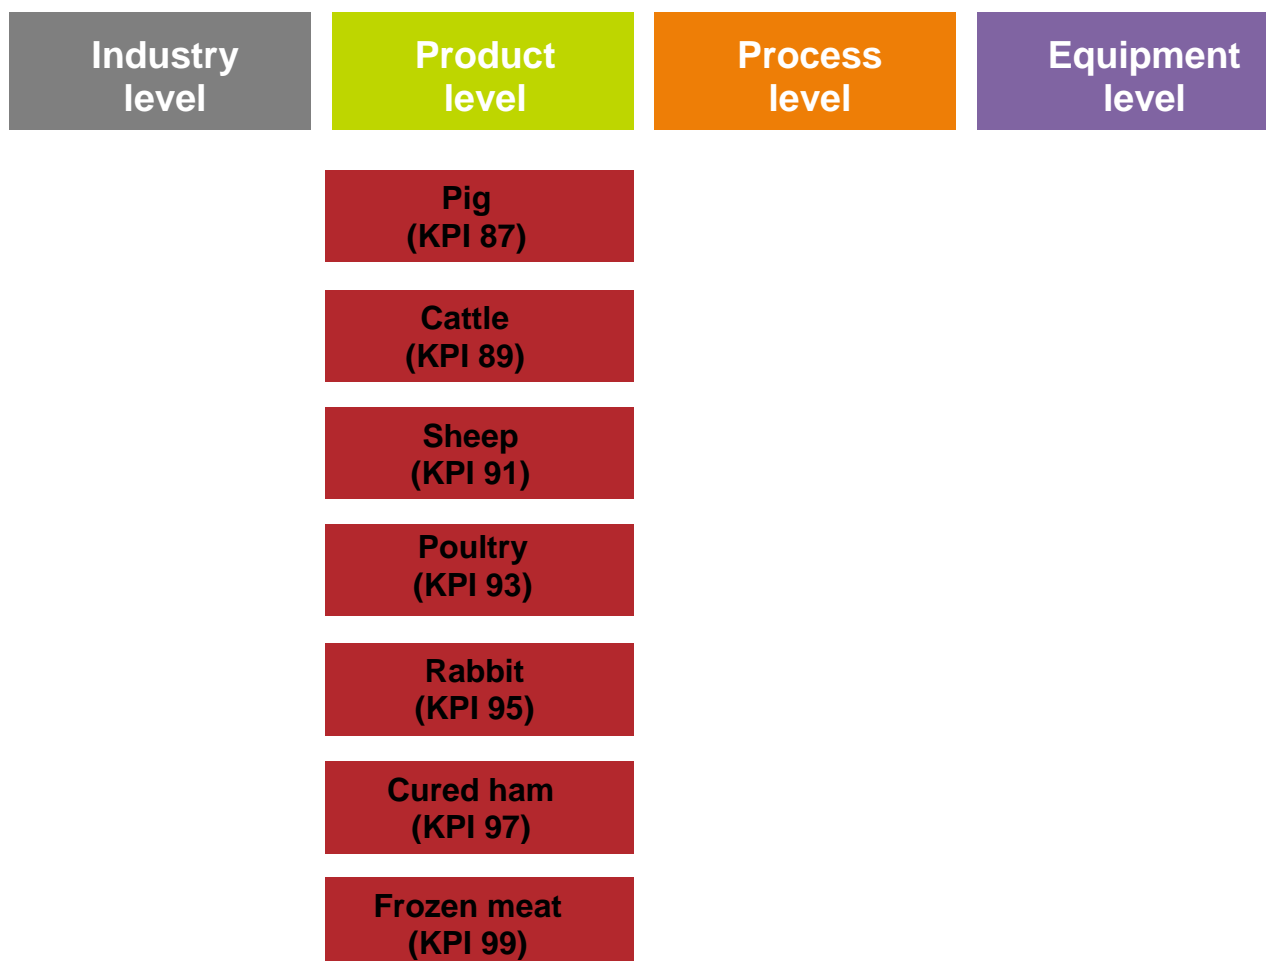 Industry
level
Product
level
Process
level
Equipment
level
Pig
(KPI 87)
Cattle
(KPI 89)
Sheep
(KPI 91)
Poultry
(KPI 93)
Rabbit
(KPI 95)
Cured ham
(KPI 97)
Frozen meat
(KPI 99)